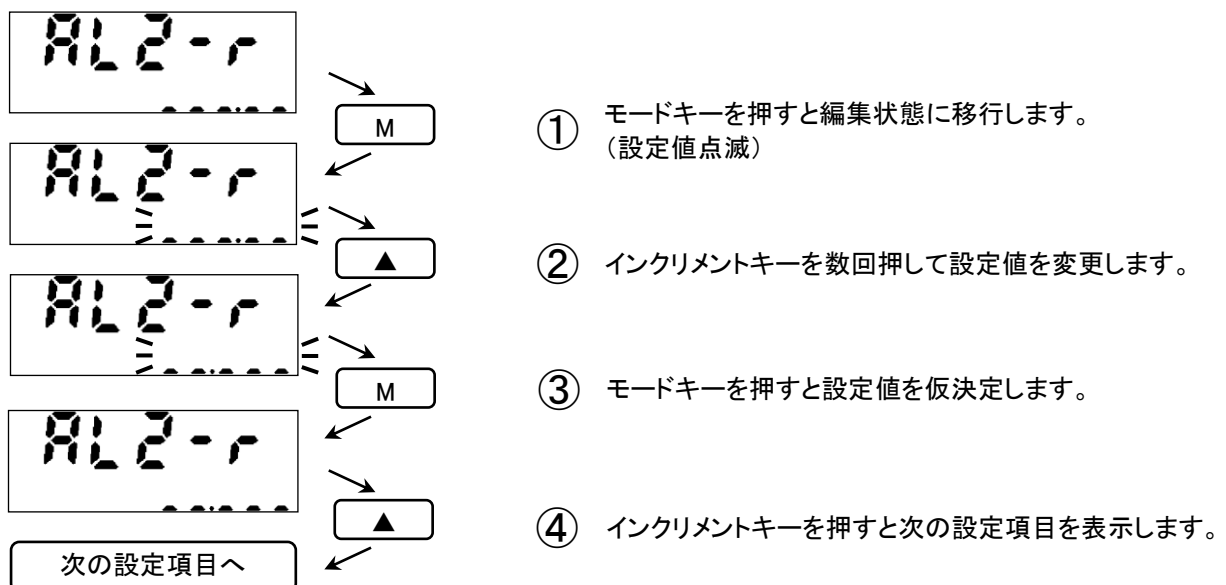 AL2-r
M
① モードキーを押すと編集状態に移行します。
（設定値点滅）
AL2-r
▲
② インクリメントキーを数回押して設定値を変更します。
AL2-r
M
③ モードキーを押すと設定値を仮決定します。
AL2-r
▲
④ インクリメントキーを押すと次の設定項目を表示します。
次の設定項目へ